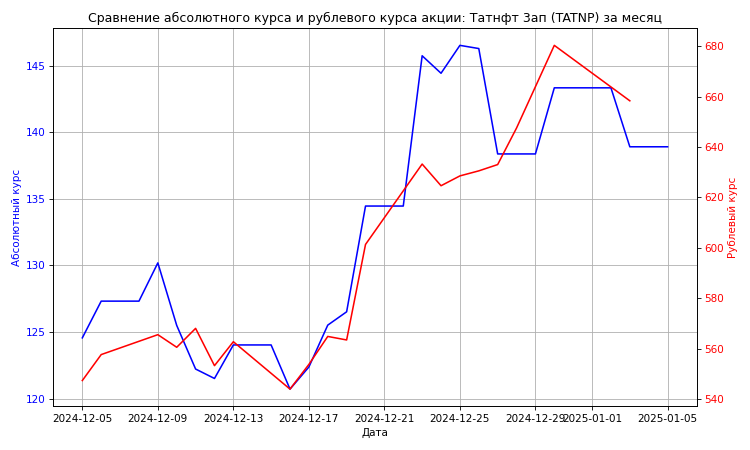 Сравнение абсолютного курса и рублевого курса акции: Татнфт 3ап (TATNP) за месяц
145
140
135
130
125
120
Абсолютный курс
680
660
640
620
600
580
560
540
Рублевый курс
2024-12-05 2024-12-09 2024-12-13 2024-12-17 2024-12-21 2024-12-25 2024-12-29 2025-01-01 2025-01-05
Дата